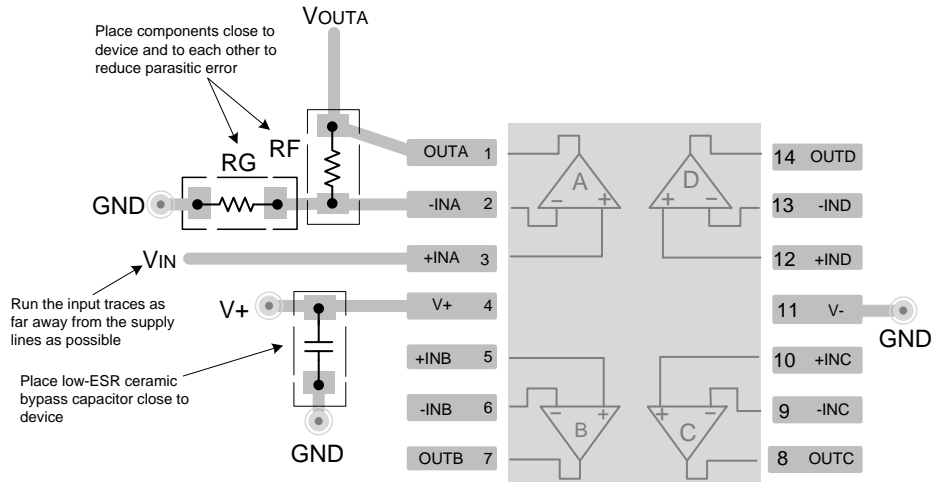 VOUTA
Place components close to
device and to each other to
reduce parasitic error
RG
RF
GND
VIN
Run the input traces as
far away from the supply
lines as possible
V+
Place low-ESR ceramic
bypass capacitor close to
device
GND
OUTA 1
-INA 2
+INA 3
V+ 4
+INB 5
-INB 6
OUTB 7
A
D
- +
+ -
- +
+ -
B
C
14 OUTD
13 -IND
12 +IND
11 V-
GND
10 +INC
9 -INC
8 OUTC